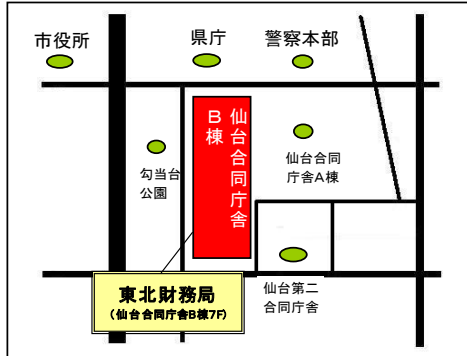 市役所
県庁
警察本部
仙台合同庁舎
B棟
勾当台
公園
仙台合同
庁舎A棟
仙台第二
合同庁舎
東北財務局
(仙台合同庁舎B棟7F)